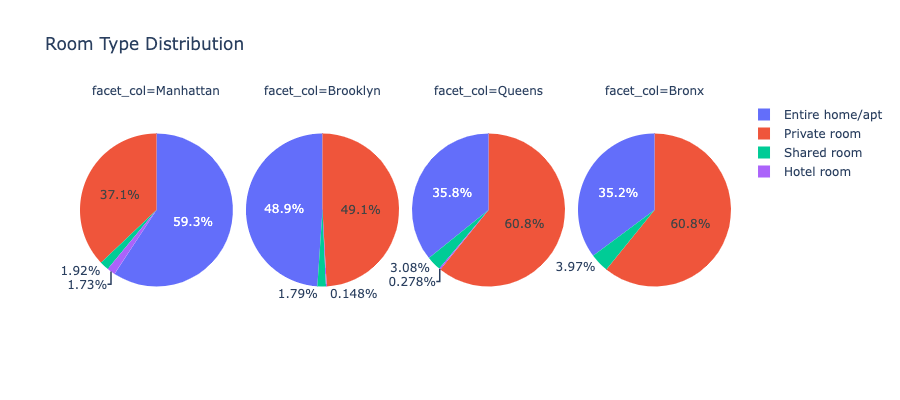 Room Type Distribution
facet_col=Manhattan
facet_col=Brooklyn
facet_col=Queens
facet_col=Bronx
Entire home/apt
Private room
Shared room
Hotel room
37.1%
59.3%
1.92%
1.73%
48.9%
49.1%
1.79%
0.148%
35.8%
60.8%
3.08%
0.278%
35.2%
60.8%
3.97%